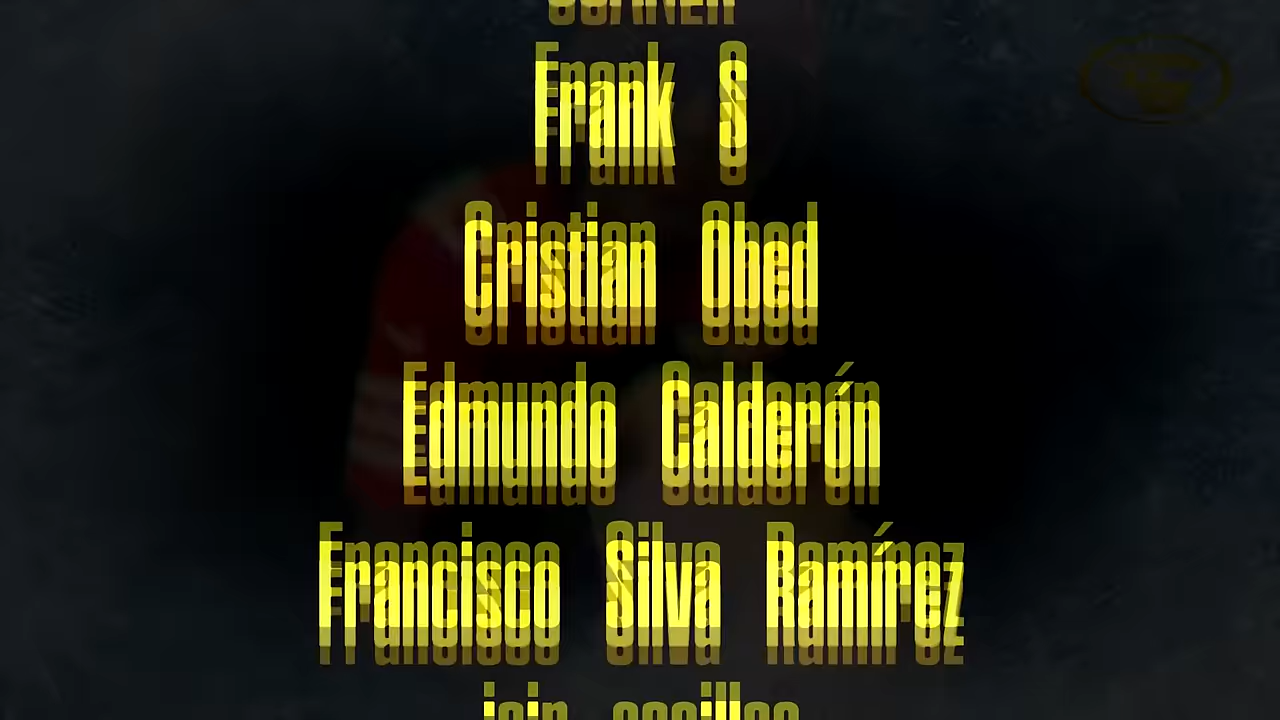 Frank S
Cristian Obed
Edmundo Calderón
Francisco Silva Ramírez